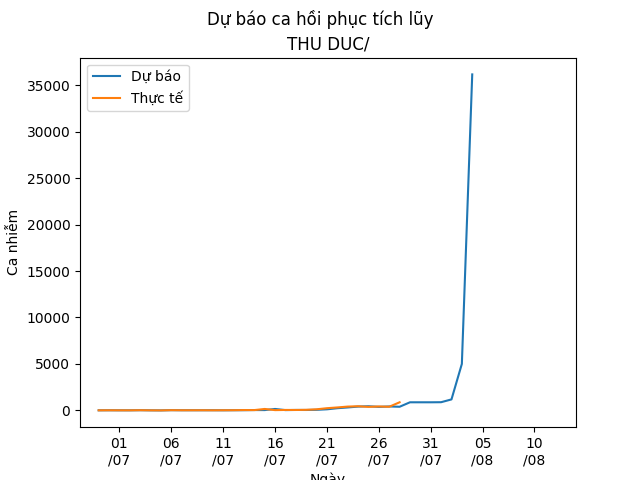 Dự báo ca hồi phục tích lũy
THU DUC/
Dự báo
Thực tế
Ca nhiễm
35000
30000
25000
20000
15000
10000
5000
0
01 06 11 16 21 26 31 05 10
/07 /07 /07 /07 /07 /07 /07 /08 /08
Ngày